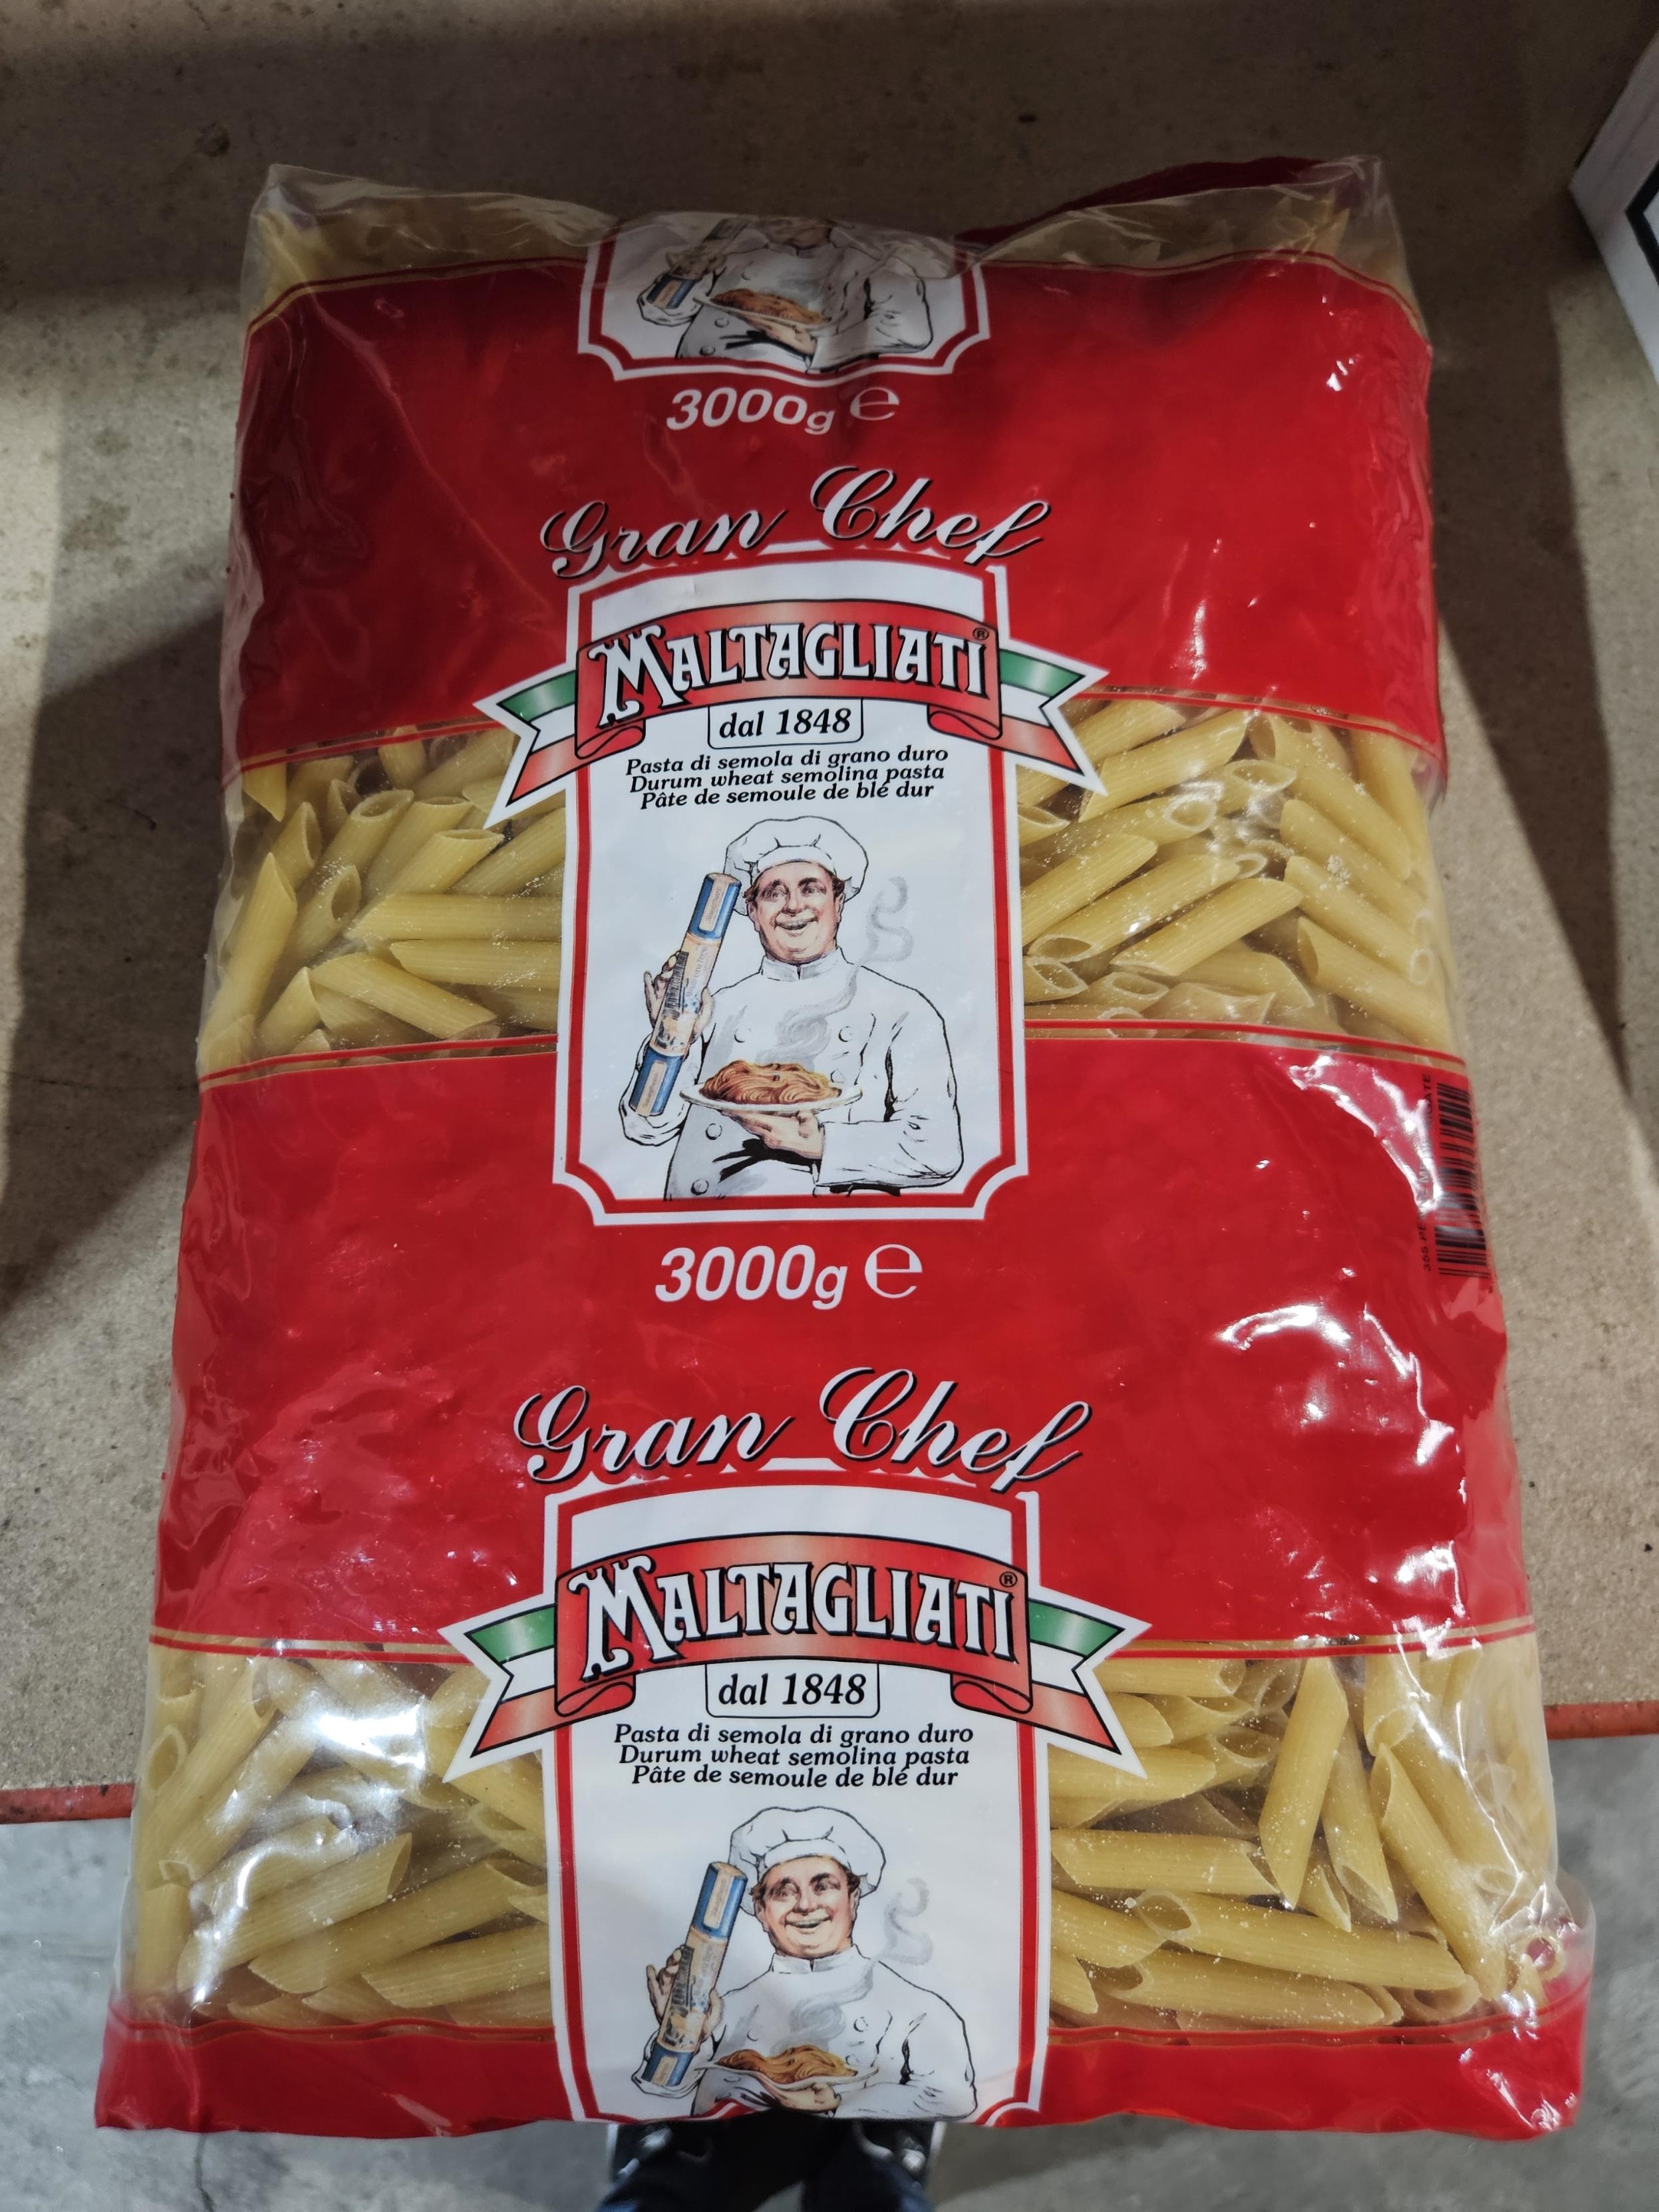 3000g e
Gran Chef
MALTAGLIATI®
dal 1848
Pasta di semola di grano duro
Durum wheat semolina pasta
Pâte de semoule de blé dur
3000g e
Gran Chef
MALTAGLIATI®
dal 1848
Pasta di semola di grano duro
Durum wheat semolina pasta
Pâte de semoule de blé dur